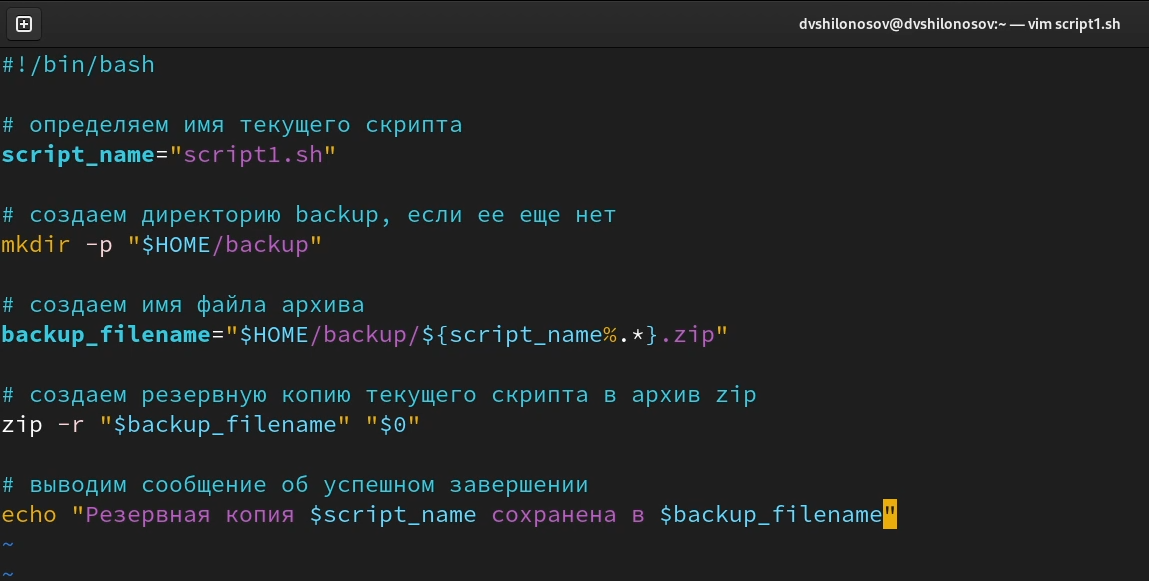 dvshilonosov@dvshilonosov:~ — vim script1.sh
#!/bin/bash
# определяем имя текущего скрипта
script_name="script1.sh"
# создаем директорию backup, если ее еще нет
mkdir -p "$HOME/backup"
# создаем имя файла архива
backup_filename="$HOME/backup/${script_name%.*}.zip"
# создаем резервную копию текущего скрипта в архив zip
zip -r "$backup_filename" "$0"
# выводим сообщение об успешном завершении
echo "Резервная копия $script_name сохранена в $backup_filename"
~
~